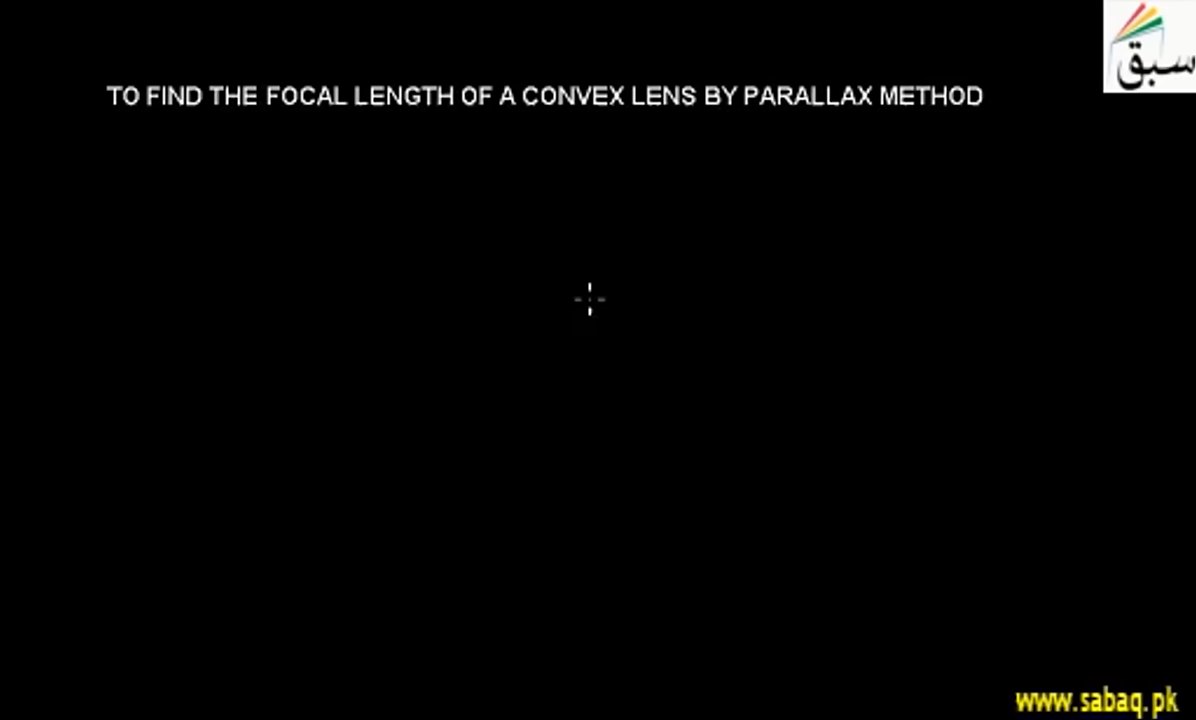 سبق
TO FIND THE FOCAL LENGTH OF A CONVEX LENS BY PARALLAX METHOD
www.sabaq.pk